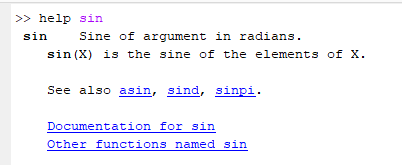 >> help sin
sin    Sine of argument in radians.
sin(X) is the sine of the elements of X.
See also asin, sind, sinpi.
Documentation for sin
Other functions named sin